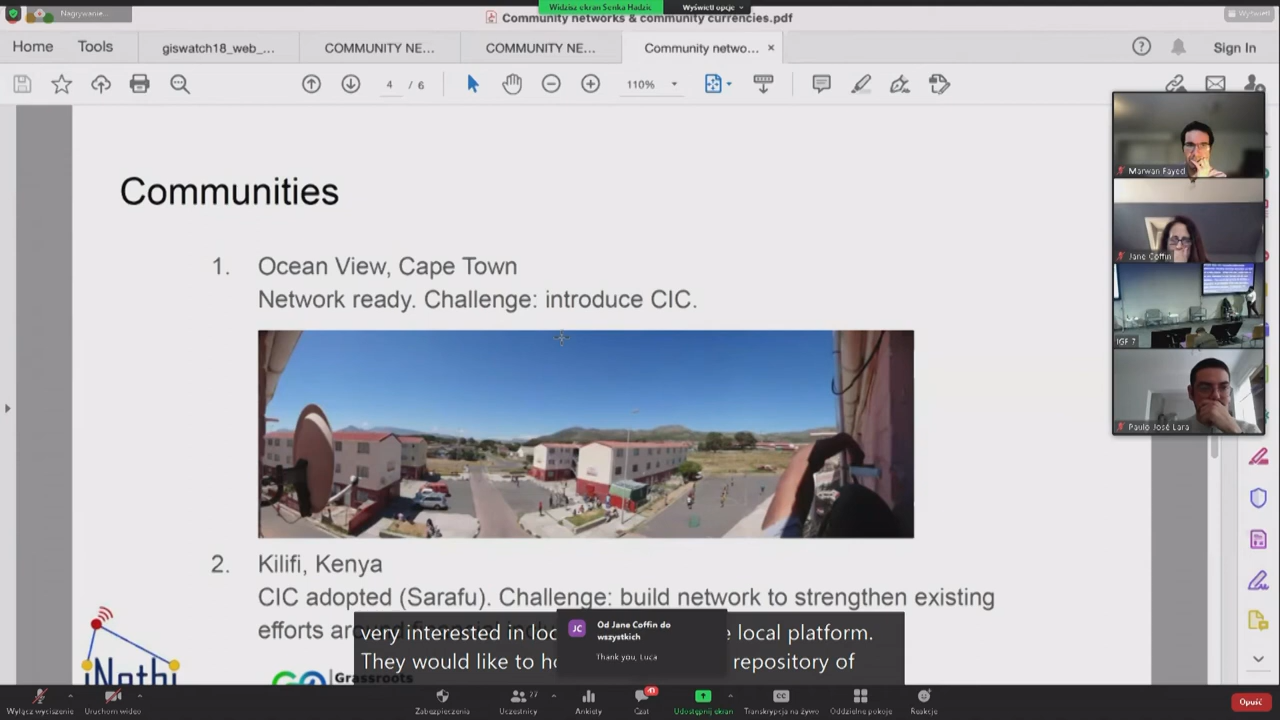 Nagrywanie...
Widzisz ekran Senka Hadzic
Wyświetl opcje
Wyświetl
Community networks & community currencies.pdf
Home
Tools
giswatch18_web_...
COMMUNITY NE...
COMMUNITY NE...
Community netwo... ×
Sign In
4 / 6
110%
Communities
1. Ocean View, Cape Town
Network ready. Challenge: introduce CIC.
2. Kilifi, Kenya
CIC adopted (Sarafu). Challenge: build network to strengthen existing
efforts
iNethi
Grassroots
Marwan Fayed
Jane Coffin
IGF 7
Paulo José Lara
very interested in loc
e local platform.
They would like to ho
repository of
JC
Od Jane Coffin do
wszystkich
Thank you, Luca
Wyłącz wyciszenie
Uruchom wideo
Zabezpieczenia
Uczestnicy
77
Ankiety
Czat
Udostępnij ekran
CC
Transkrypcja na żywo
Oddzielne pokoje
Reakcje
Opuść